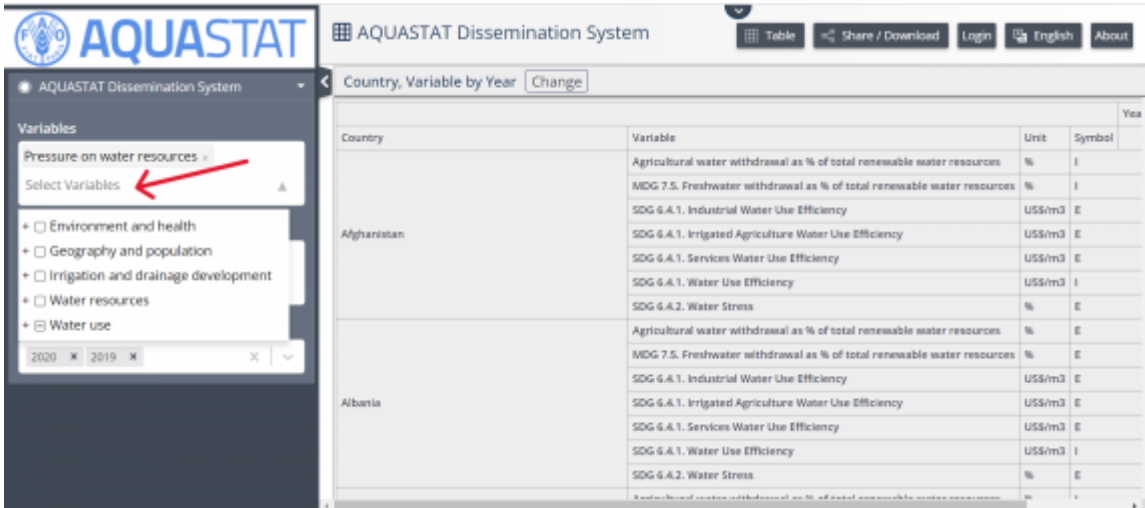 FAO
AQUASTAT
AQUASTAT Dissemination System
Table
Share / Download
Login
English
About
AQUASTAT Dissemination System
Country, Variable by Year Change
Variables
Pressure on water resources x
Select Variables
+ Environment and health
+ Geography and population
+ Irrigation and drainage development
+ Water resources
+ Water use
2020 x 2019 x
Yea
Country Variable Unit Symbol
Afghanistan
Agricultural water withdrawal as % of total renewable water resources % I
MDG 7.5. Freshwater withdrawal as % of total renewable water resources % I
SDG 6.4.1. Industrial Water Use Efficiency US$/m3 E
SDG 6.4.1. Irrigated Agriculture Water Use Efficiency US$/m3 E
SDG 6.4.1. Services Water Use Efficiency US$/m3 E
SDG 6.4.1. Water Use Efficiency US$/m3 I
SDG 6.4.2. Water Stress % E
Albania
Agricultural water withdrawal as % of total renewable water resources % E
MDG 7.5. Freshwater withdrawal as % of total renewable water resources % E
SDG 6.4.1. Industrial Water Use Efficiency US$/m3 E
SDG 6.4.1. Irrigated Agriculture Water Use Efficiency US$/m3 E
SDG 6.4.1. Services Water Use Efficiency US$/m3 E
SDG 6.4.1. Water Use Efficiency US$/m3 I
SDG 6.4.2. Water Stress % E